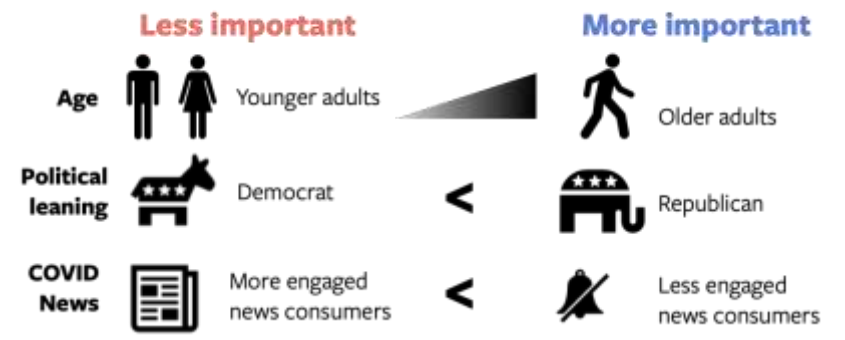 Less important
More important
Age
Younger adults
Older adults
Political
leaning
Democrat
<
Republican
COVID
News
More engaged
news consumers
<
Less engaged
news consumers